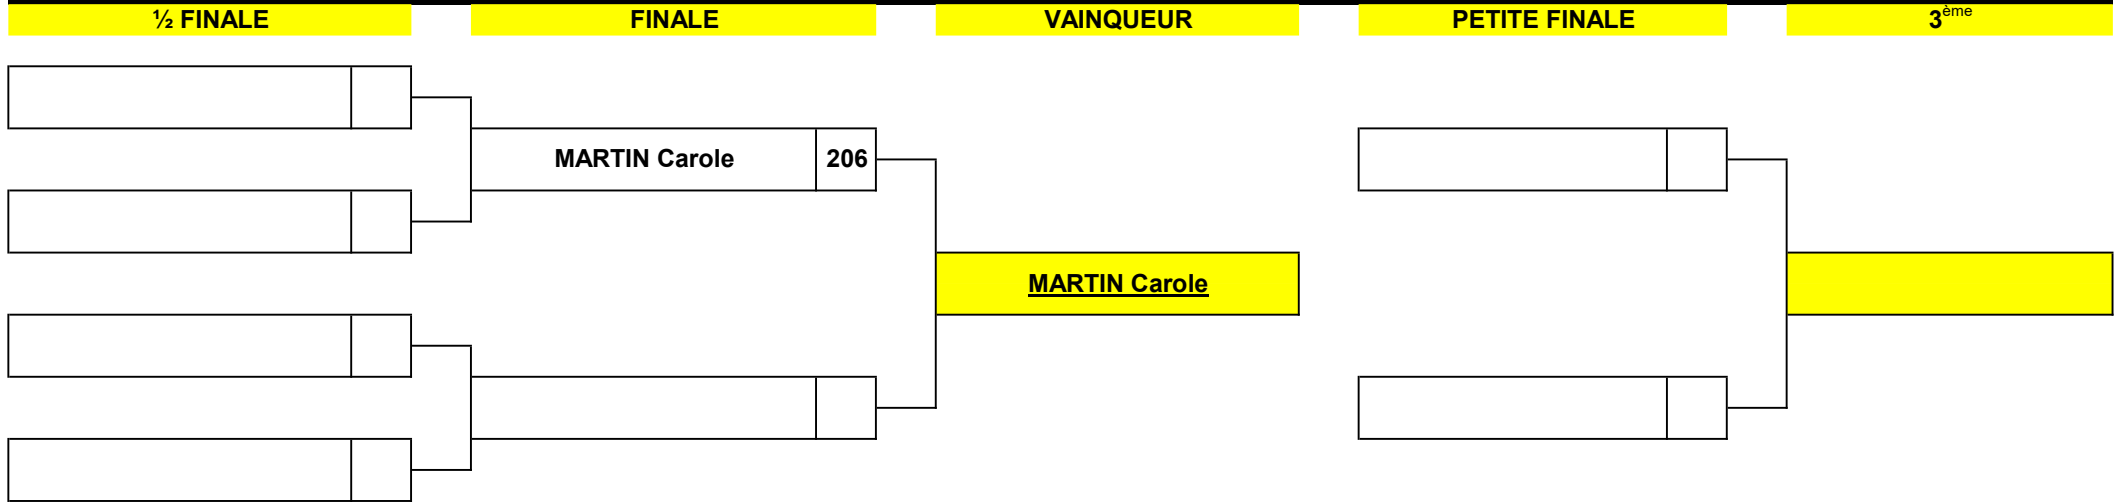 ½ FINALE FINALE VAINQUEUR PETITE FINALE 3ème
MARTIN Carole 206
MARTIN Carole